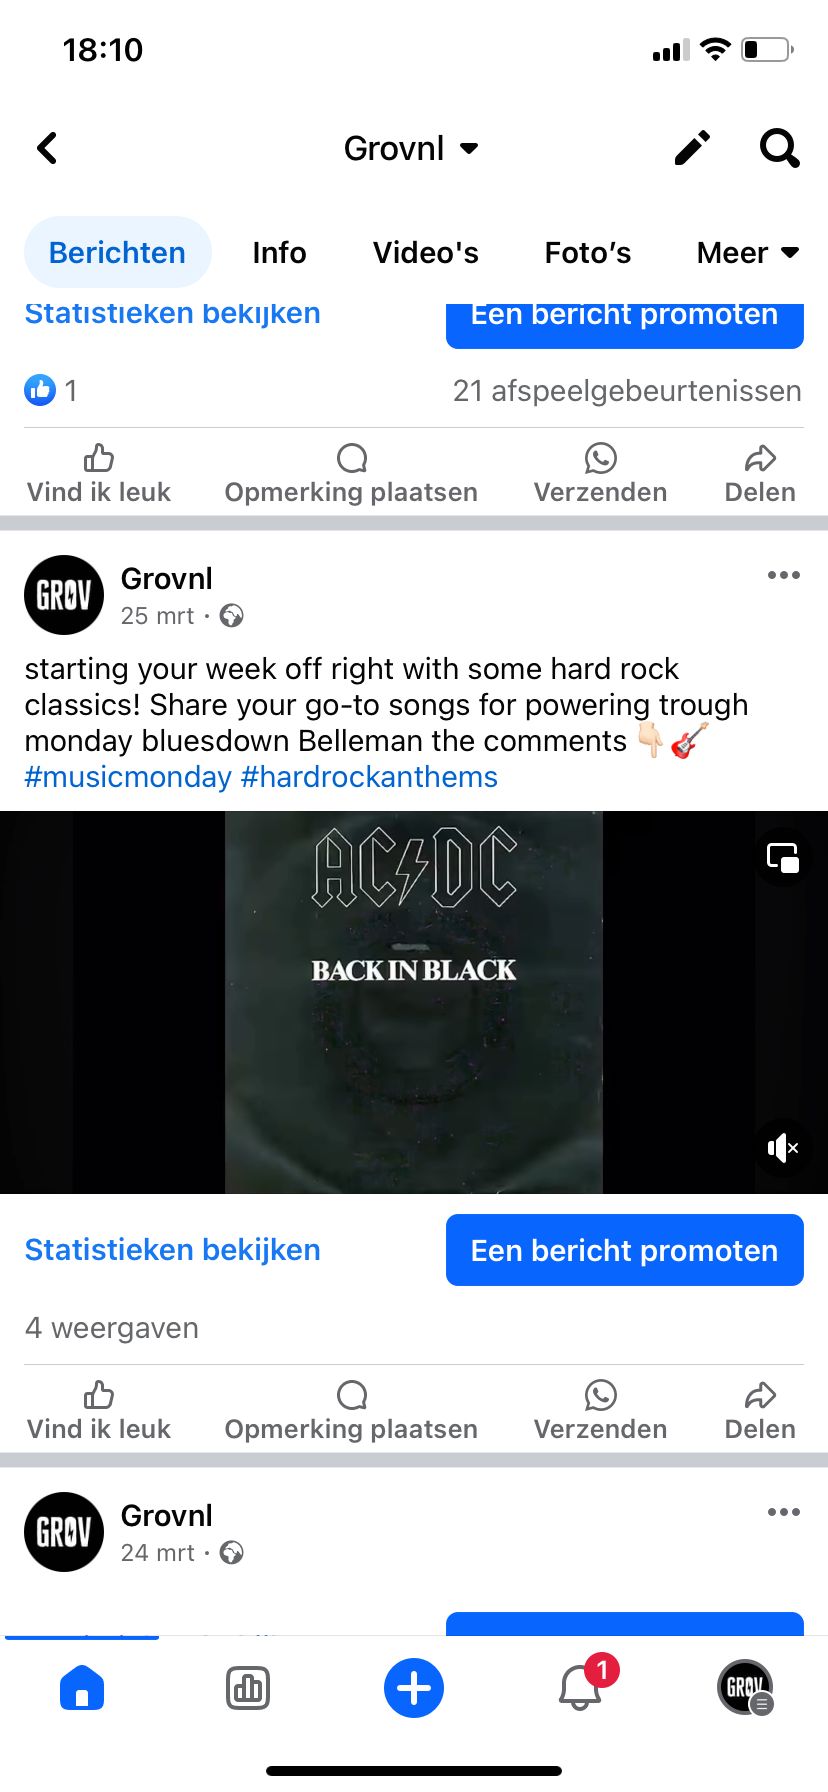 18:10
Grovnl
Berichten Info Video's Foto's Meer
Statistieken bekijken Een bericht promoten
1 21 afspeelgebeurtenissen
Vind ik leuk Opmerking plaatsen Verzenden Delen
GROV Grovnl
25 mrt ·
starting your week off right with some hard rock
classics! Share your go-to songs for powering trough
monday bluesdown Belleman the comments 👇🏻🎸
#musicmonday #hardrockanthems
AC⚡DC
BACK IN BLACK
Statistieken bekijken Een bericht promoten
4 weergaven
Vind ik leuk Opmerking plaatsen Verzenden Delen
GROV Grovnl
24 mrt ·
1
GROV